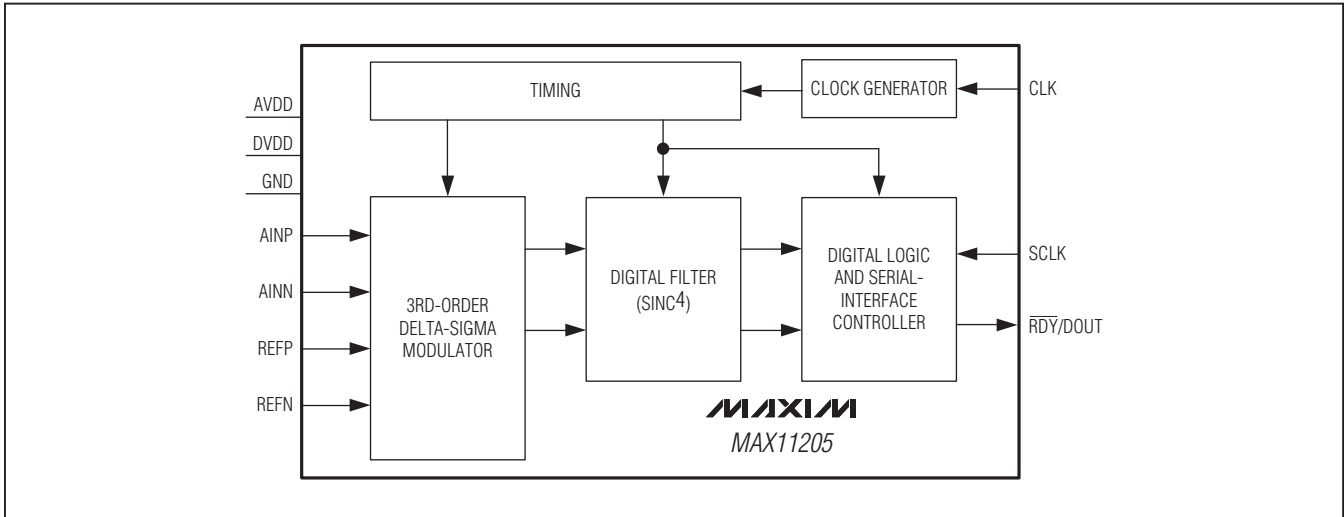 TIMING
CLOCK GENERATOR
CLK
AVDD
DVDD
GND
AINP
AINN
REFP
REFN
3RD-ORDER
DELTA-SIGMA
MODULATOR
DIGITAL FILTER
(SINC4)
DIGITAL LOGIC
AND SERIAL-
INTERFACE
CONTROLLER
SCLK
RDY/DOUT
MAXIM
MAX11205